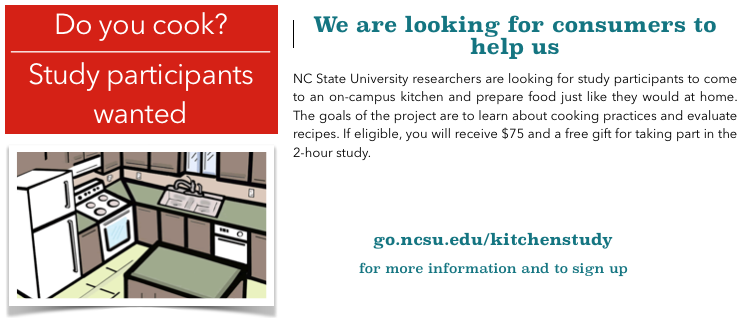 Do you cook?
Study participants
wanted
We are looking for consumers to
help us
NC State University researchers are looking for study participants to come
to an on-campus kitchen and prepare food just like they would at home.
The goals of the project are to learn about cooking practices and evaluate
recipes. If eligible, you will receive $75 and a free gift for taking part in the
2-hour study.
go.ncsu.edu/kitchenstudy
for more information and to sign up